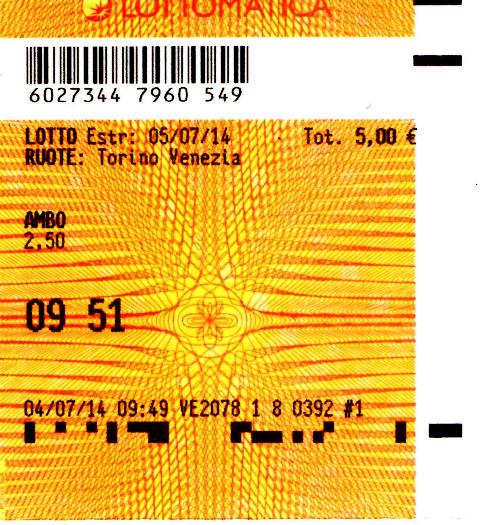 LOTTOMATICA
6027344 7960 549
LOTTO Estr: 05/07/14 Tot. 5,00 €
RUOTE: Torino Venezia
AMBO
2,50
09 51
04/07/14 09:49 VE2078 1 8 0392 #1